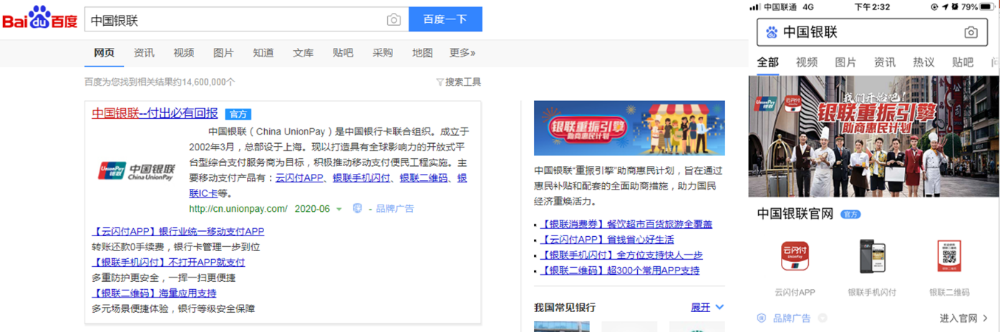 Bai du 百度
中国银联
百度一下
网页 资讯 视频 图片 知道 文库 贴吧 采购 地图 更多»
百度为您找到相关结果约14,600,000个
搜索工具
中国银联--付出必有回报 官方
中国银联（China UnionPay）是中国银行卡联合组织。成立于
2002年3月，总部设于上海。现以打造具有全球影响力的开放式平
台型综合支付服务商为目标，积极推动移动支付便民工程实施。主
要移动支付产品有：云闪付APP、银联手机闪付、银联二维码、银
联IC卡等。
UnionPay 银联 中国银联
China UnionPay
http://cn.unionpay.com/ 2020-06 - 品牌广告
【云闪付APP】银行业统一移动支付APP
转账还款0手续费，银行卡管理一步到位
【银联手机闪付】不打开APP就支付
多重防护更安全，一挥一扫更便捷
【银联二维码】海量应用支持
多元场景便捷体验，银行等级安全保障
银联重振引擎
助商惠民计划
中国银联“重振引擎”助商惠民计划，旨在通过
惠民补贴和配套的全面助商措施，助力国民
经济重焕活力。
【银联消费券】餐饮超市百货旅游全覆盖
【云闪付APP】省钱省心好生活
【银联手机闪付】全方位支持快人一步
【银联二维码】超300个常用APP支持
我国常见银行 展开
中国联通 4G 下午2:32 79%
du 中国银联
全部 视频 图片 资讯 热议 贴吧
UnionPay 银联 云闪付 我们开始吧！
银联重振引擎
助商惠民计划
中国银联官网 官方
云闪付
UnionPay
银联二维码
云闪付APP 银联手机闪付 银联二维码
品牌广告 进入官网 >